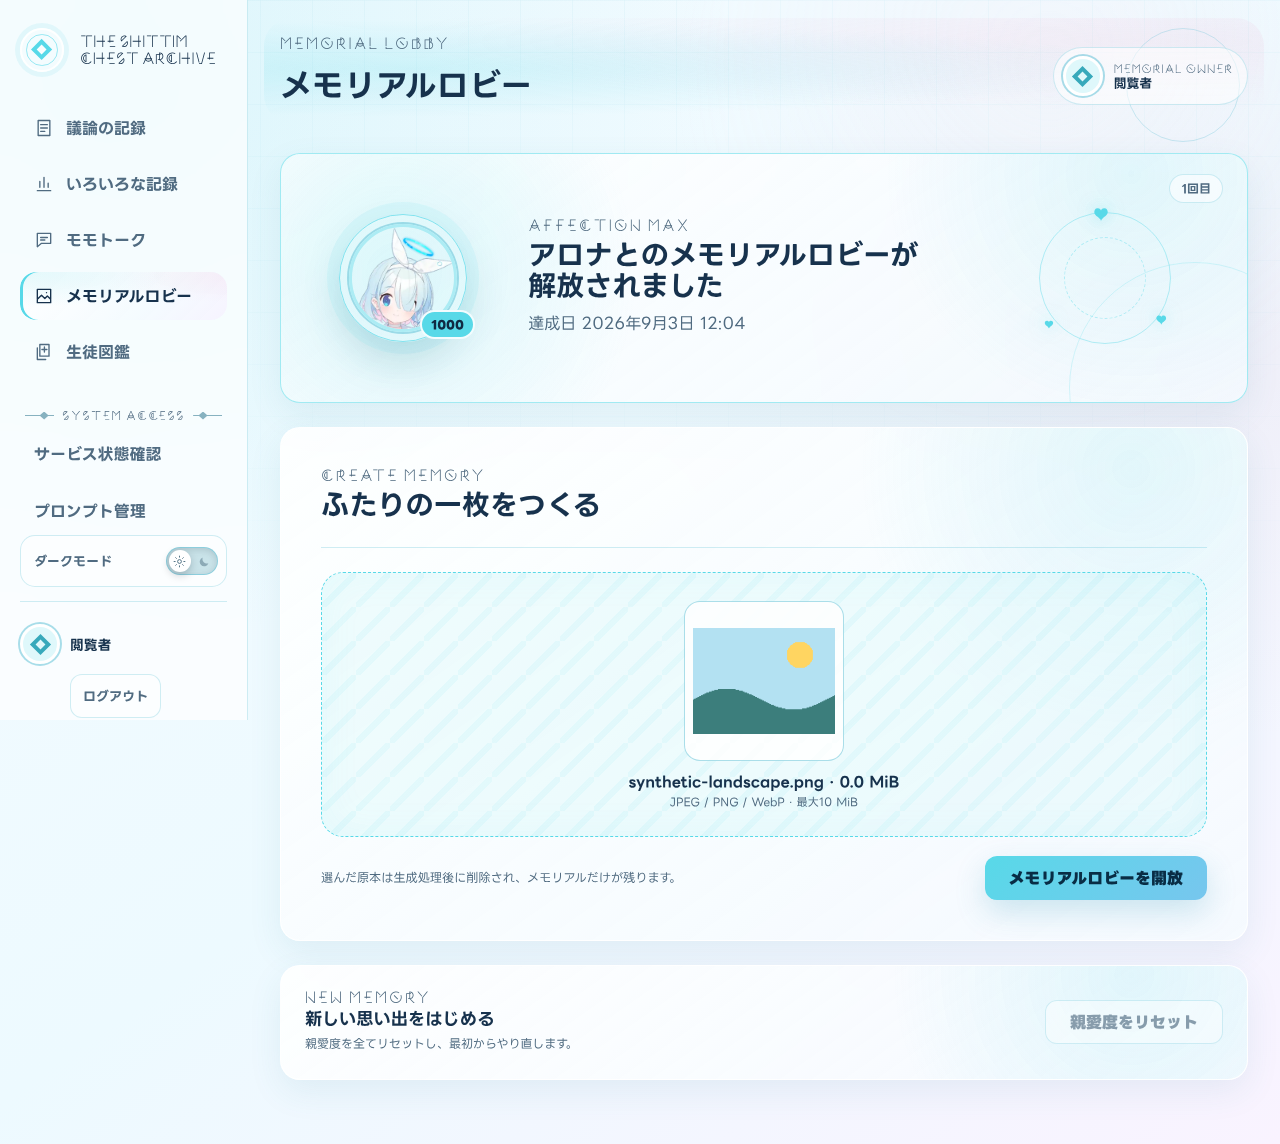 THE SHITTIM
CHEST ARCHIVE
議論の記録
いろいろな記録
モモトーク
メモリアルロビー
生徒図鑑
SYSTEM ACCESS
サービス状態確認
プロンプト管理
ダークモード
閲覧者
ログアウト
MEMORIAL LOBBY
メモリアルロビー
MEMORIAL OWNER
閲覧者
1回目
1000
AFFECTION MAX
アロナとのメモリアルロビーが
解放されました
達成日 2026年9月3日 12:04
CREATE MEMORY
ふたりの一枚をつくる
synthetic-landscape.png · 0.0 MiB
JPEG / PNG / WebP · 最大10 MiB
選んだ原本は生成処理後に削除され、メモリアルだけが残ります。
メモリアルロビーを開放
NEW MEMORY
新しい思い出をはじめる
親愛度を全てリセットし、最初からやり直します。
親愛度をリセット